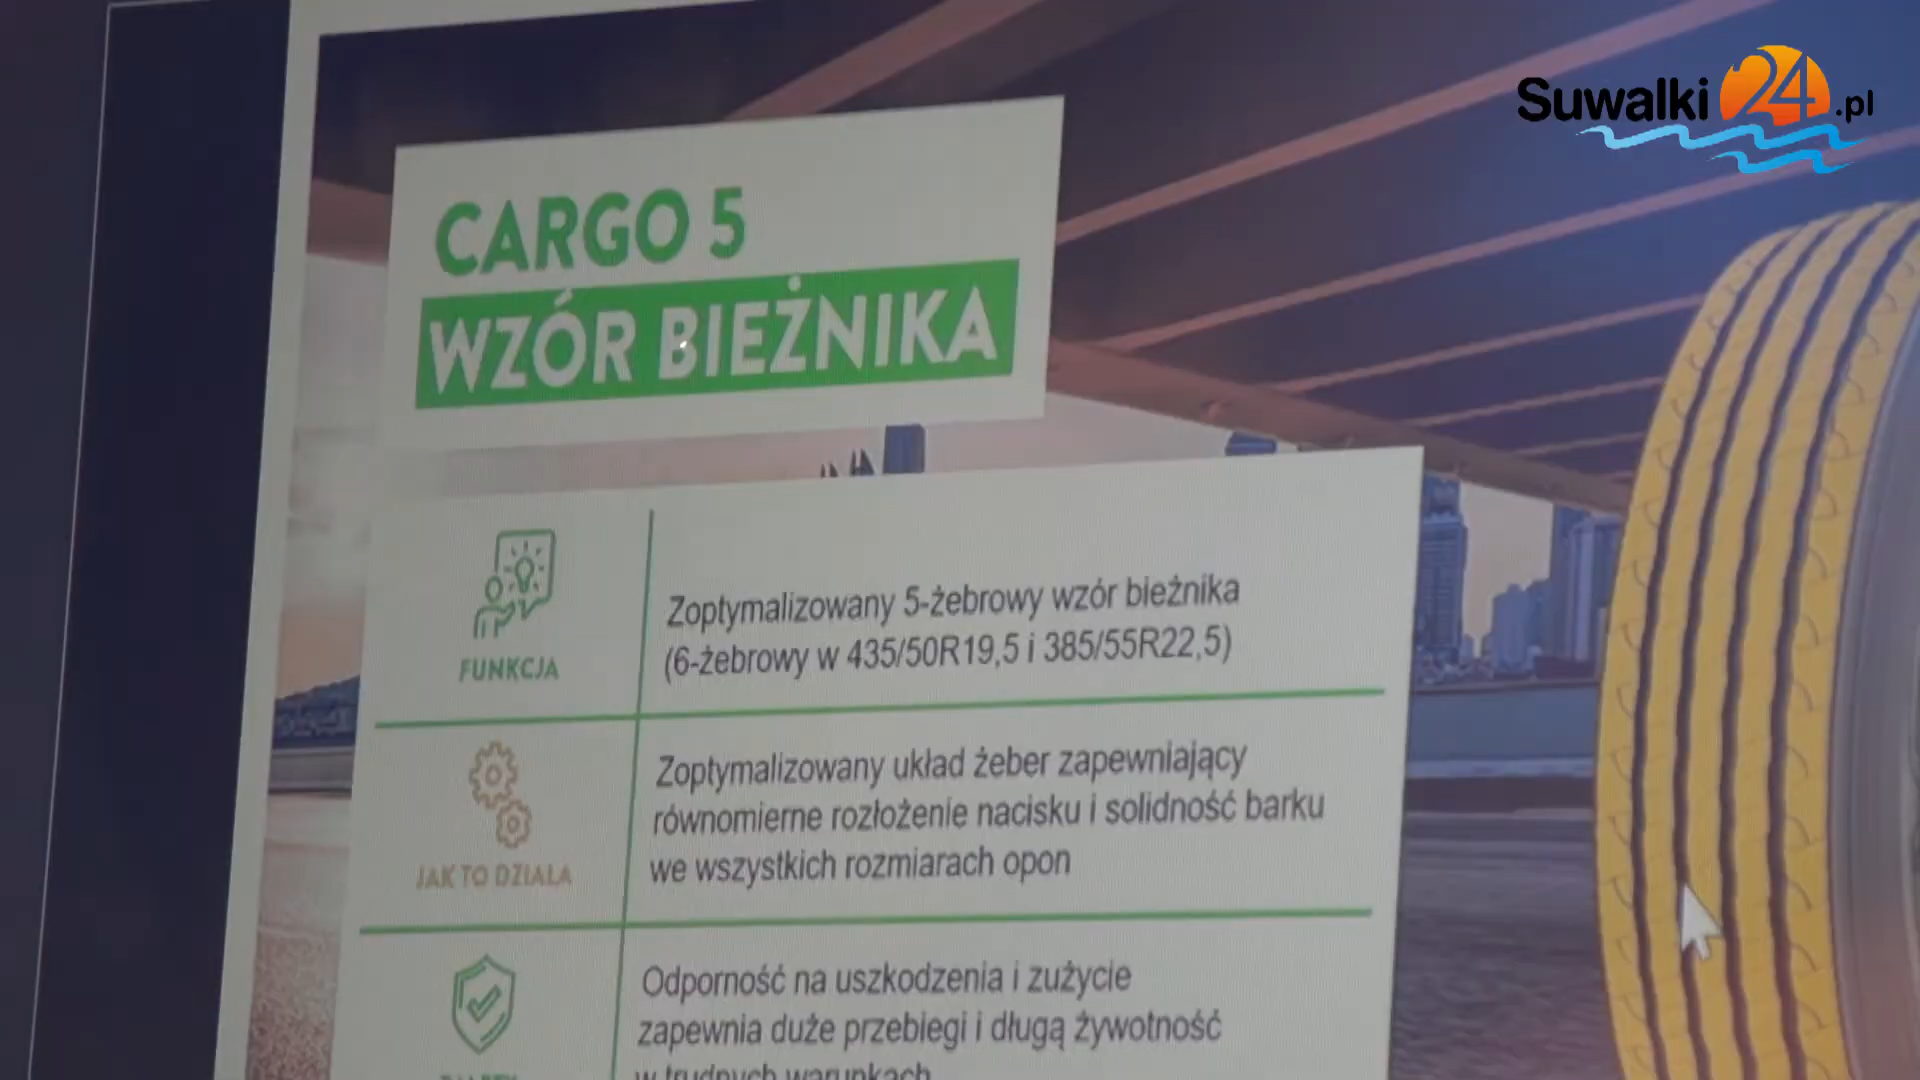 Suwalki24.pl
CARGO 5
WZÓR BIEŻNIKA
FUNKCJA
Zoptymalizowany 5-żebrowy wzór bieżnika
(6-żebrowy w 435/50R19,5 i 385/55R22,5)
JAK TO DZIAŁA
Zoptymalizowany układ żeber zapewniający
równomierne rozłożenie nacisku i solidność barku
we wszystkich rozmiarach opon
Odporność na uszkodzenia i zużycie
zapewnia duże przebiegi i długą żywotność
w trudnych warunkach